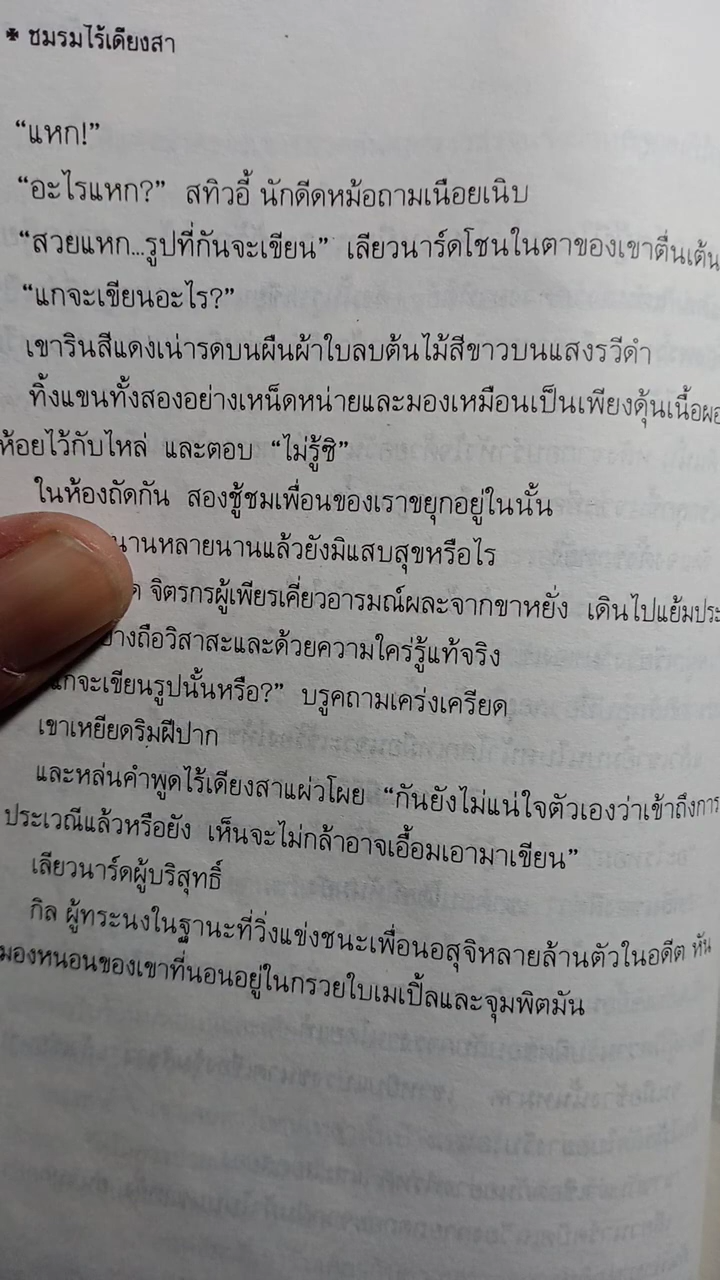 * ชมรมไร้เดียงสา
“แหก!”
“อะไรแหก?” สทิวอี้ นักดีดหม้อถามเนือยเนิบ
“สวยแหก...รูปที่กันจะเขียน” เลียวนาร์ดโชนในตาของเขาตื่นเต้น
“แกจะเขียนอะไร?”
เขารินสีแดงเน่ารดบนผืนผ้าใบลบต้นไม้สีขาวบนแสงรวีดำ
ทิ้งแขนทั้งสองอย่างเหน็ดหน่ายและมองเหมือนเป็นเพียงดุ้นเนื้อ
ห้อยไว้กับไหล่ และตอบ “ไม่รู้ซิ”
ในห้องถัดกัน สองชู้ชมเพื่อนของเราขยุกอยู่ในนั้น
นานหลายนานแล้วยังมิแสบสุขหรือไร
จิตรกรผู้เพียรเคี่ยวอารมณ์ผละจากขาหยั่ง เดินไปแย้ม
ถือวิสาสะและด้วยความใคร่รู้แท้จริง
แกจะเขียนรูปนั้นหรือ?” บรูคถามเคร่งเครียด
เขาเหยียดริมฝีปาก
และหล่นคำพูดไร้เดียงสาแผ่วโผย “กันยังไม่แน่ใจตัวเองว่าเข้าถึงการ
ประเวณีแล้วหรือยัง เห็นจะไม่กล้าอาจเอื้อมเอามาเขียน”
เลียวนาร์ดผู้บริสุทธิ์
กิล ผู้ทระนงในฐานะที่วิ่งแข่งชนะเพื่อนอสุจิหลายล้านตัวในอดีต หัน
มองหนอนของเขาที่นอนอยู่ในกรวยใบเมเปิ้ลและจุมพิตมัน